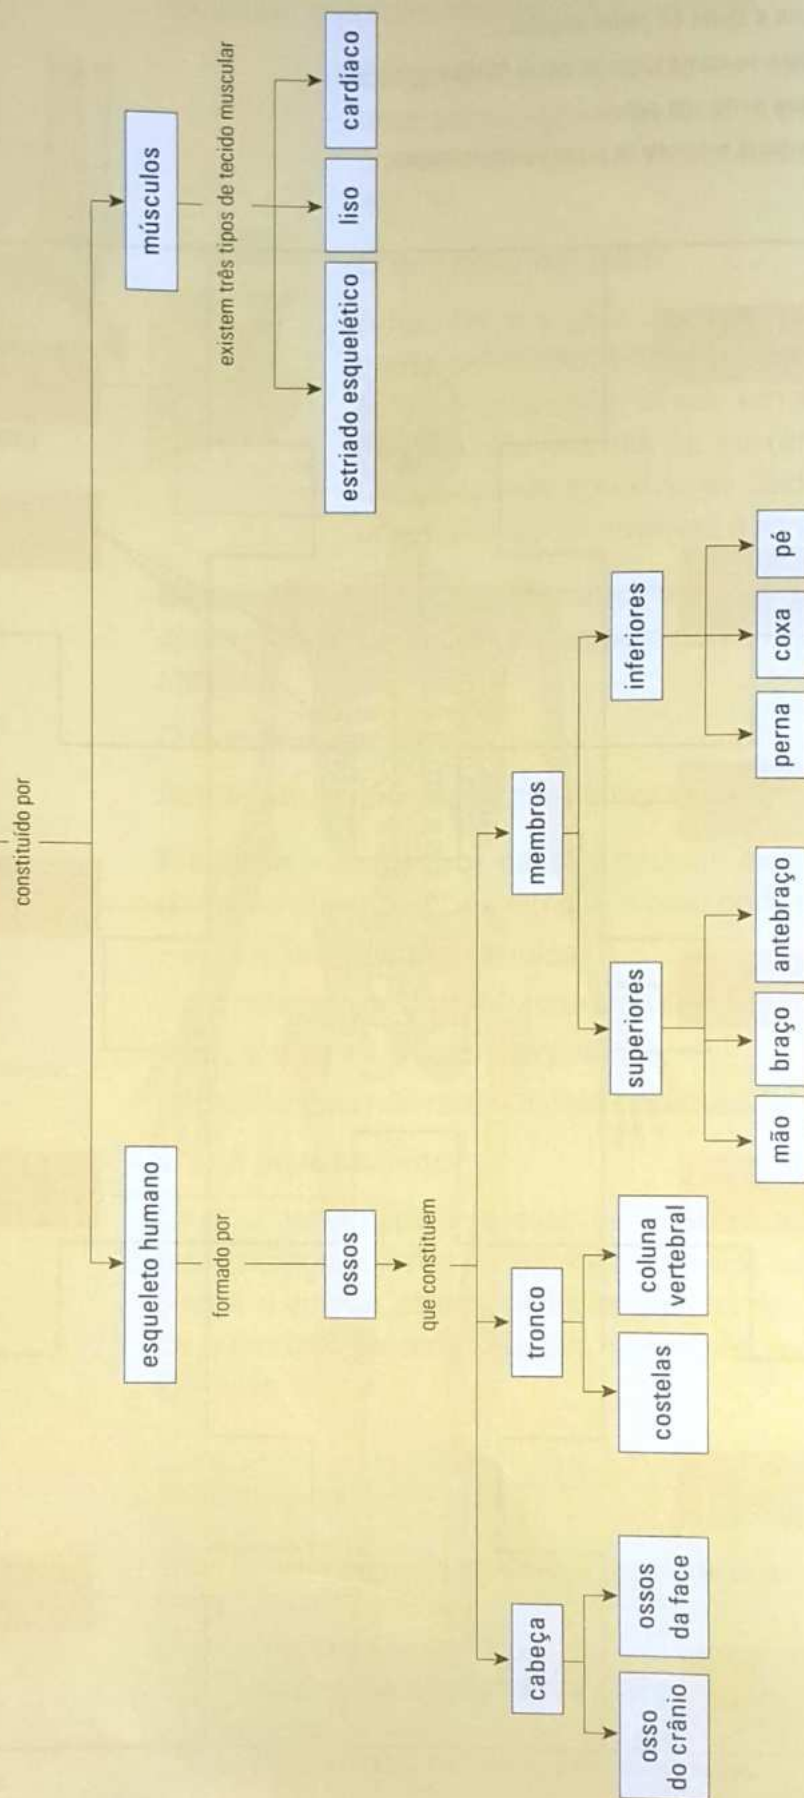 constituído por
esqueleto humano
músculos
formado por
existem três tipos de tecido muscular
ossos
estriado esquelético
liso
cardíaco
que constituem
cabeça
tronco
membros
osso
do crânio
ossos
da face
costelas
coluna
vertebral
superiores
inferiores
mão
braço
antebraço
perna
coxa
pé